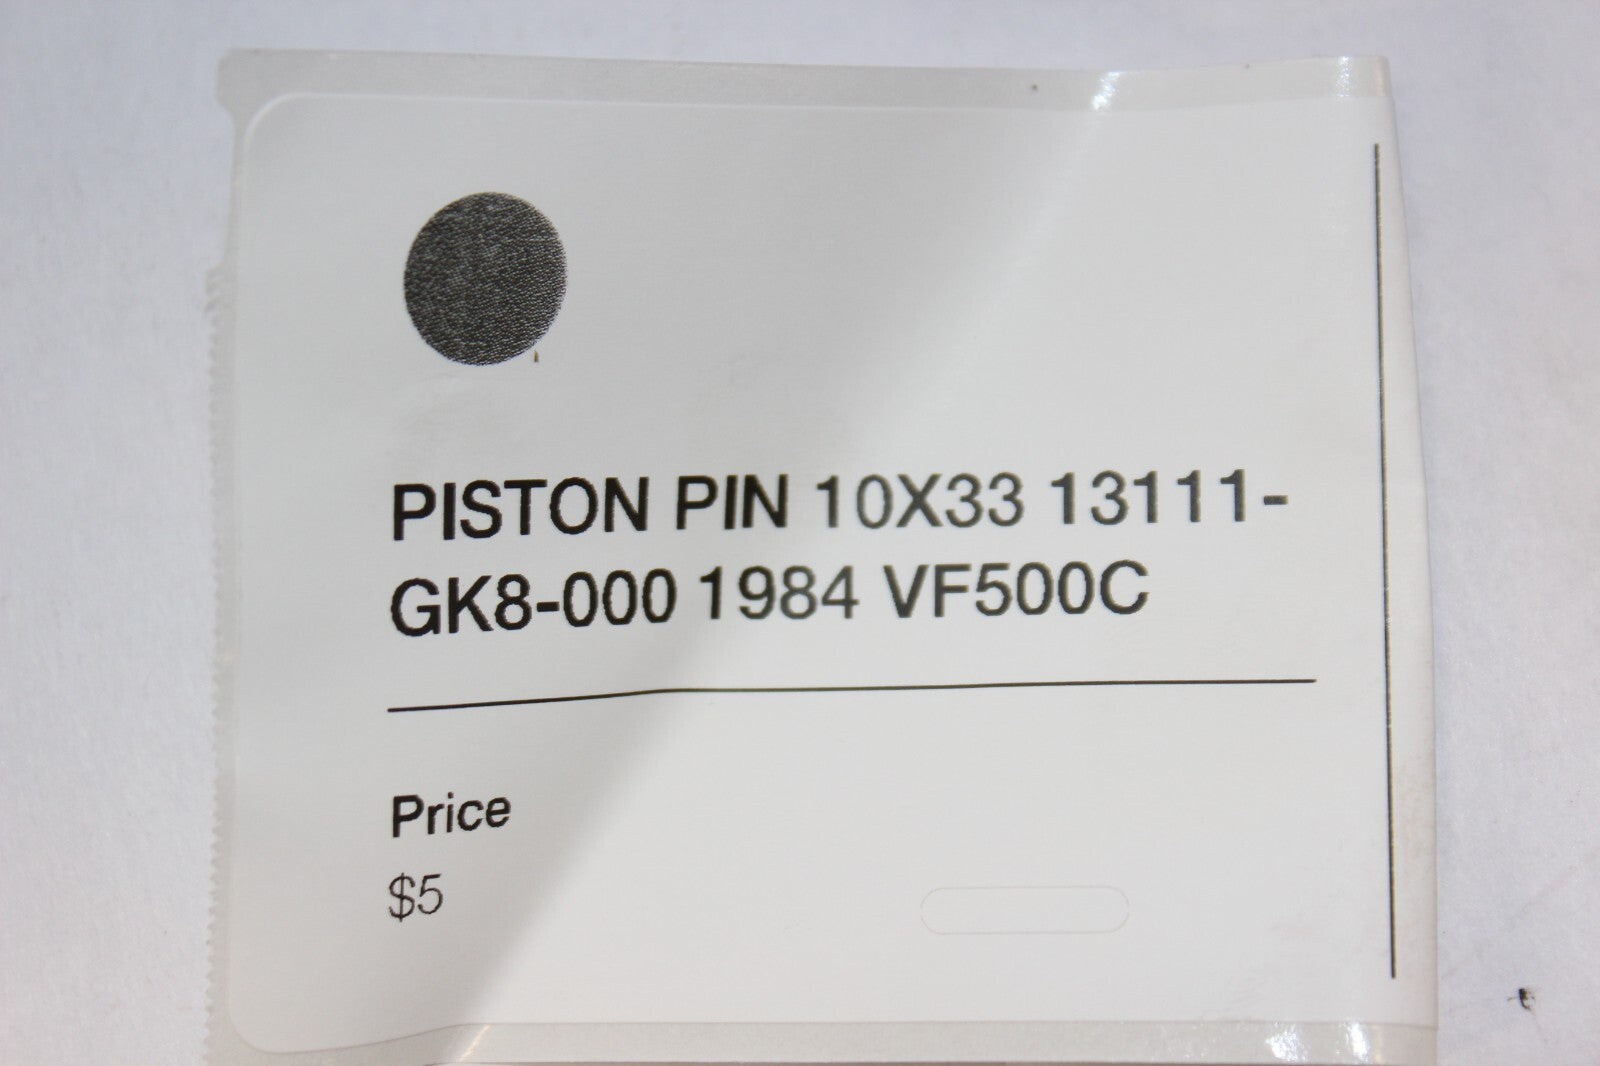 PISTON PIN 10X33 13111-
GK8-000 1984 VF500C
Price
$5